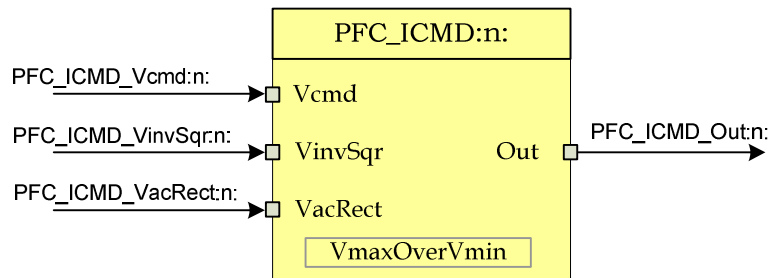 PFC_ICMD:n:
PFC_ICMD_Vcmd:n:
Vcmd
PFC_ICMD_VinvSqr:n:
VinvSqr
Out
PFC_ICMD_Out:n:
PFC_ICMD_VacRect:n:
VacRect
VmaxOverVmin